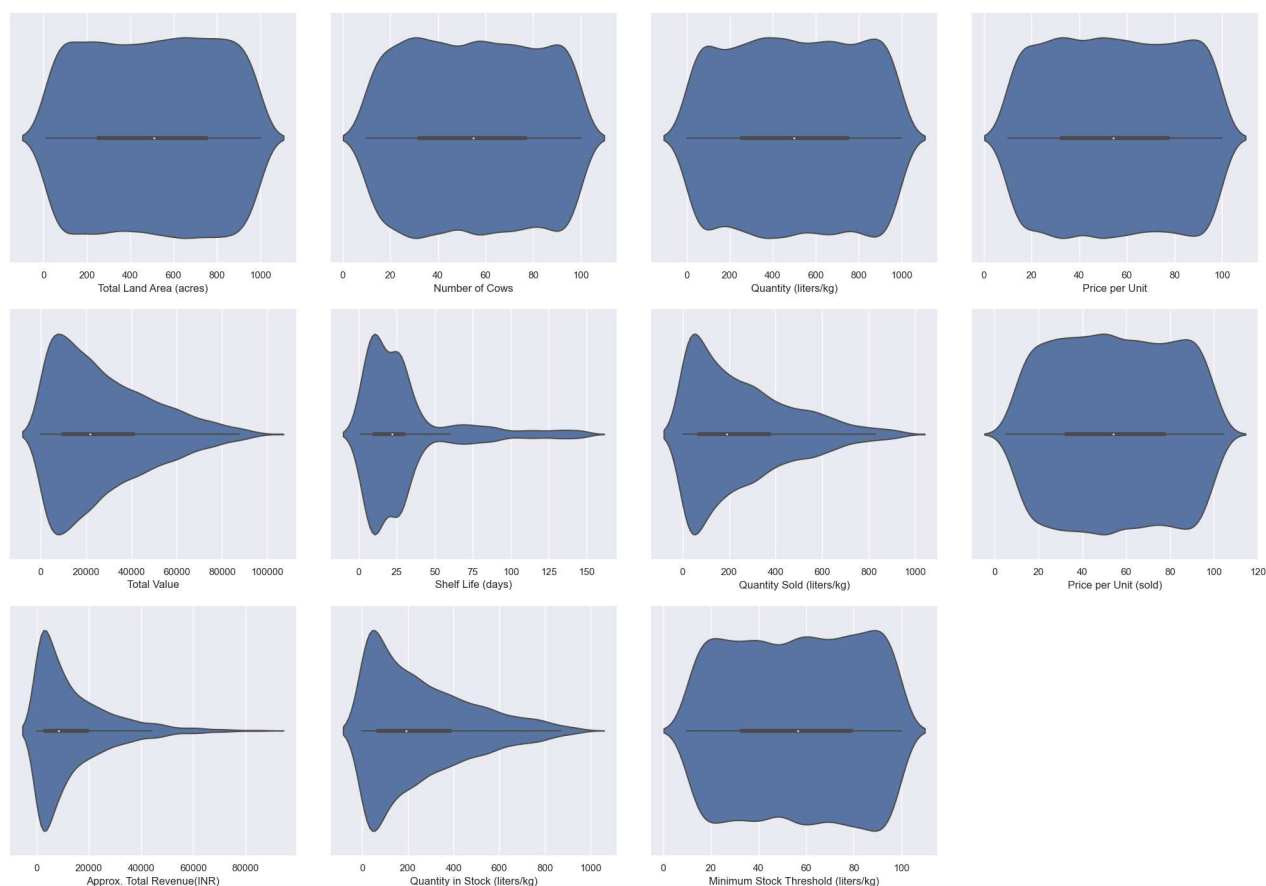 0 200 400 600 800 1000
Total Land Area (acres)
0 20 40 60 80 100
Number of Cows
0 200 400 600 800 1000
Quantity (liters/kg)
0 20 40 60 80 100
Price per Unit
0 20000 40000 60000 80000 100000
Total Value
0 25 50 75 100 125 150
Shelf Life (days)
0 200 400 600 800 1000
Quantity Sold (liters/kg)
0 20 40 60 80 100 120
Price per Unit (sold)
0 20000 40000 60000 80000
Approx. Total Revenue(INR)
0 200 400 600 800 1000
Quantity in Stock (liters/kg)
0 20 40 60 80 100
Minimum Stock Threshold (liters/kg)